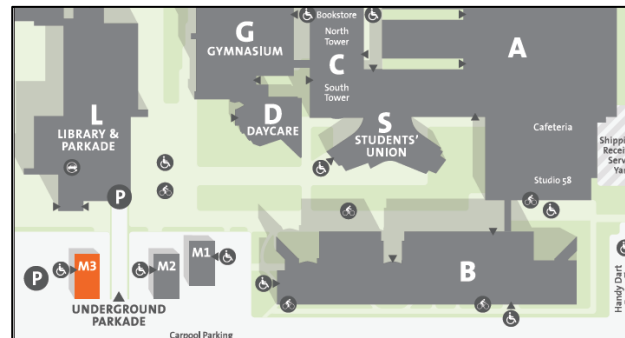 Bookstore
G
GYMNASIUM
North
Tower
C
South
Tower
A
L
LIBRARY &
PARKADE
D
DAYCARE
S
STUDENTS'
UNION
Cafeteria
Studio 58
Shippi
Recei
Serv
Yar
P
P
M3
M2
M1
B
UNDERGROUND
PARKADE
Carpool Parking
Handy Dart